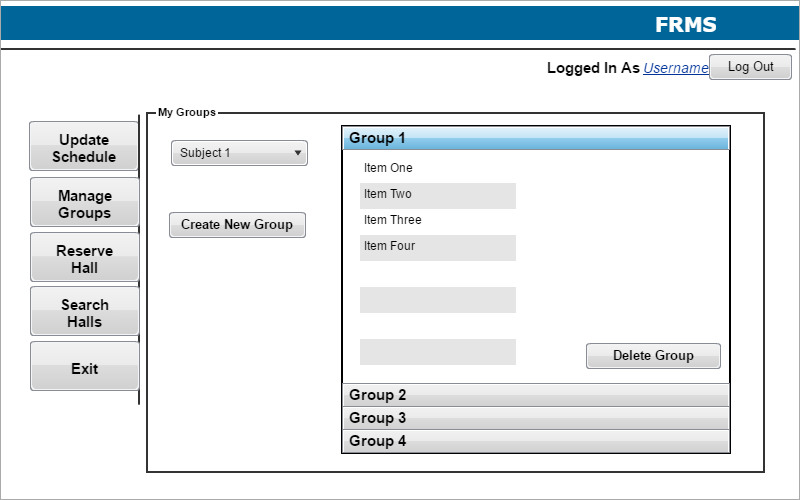 FRMS
Logged In As Username
Log Out
My Groups
Update
Schedule
Manage
Groups
Reserve
Hall
Search
Halls
Exit
Subject 1
Create New Group
Group 1
Item One
Item Two
Item Three
Item Four
Delete Group
Group 2
Group 3
Group 4